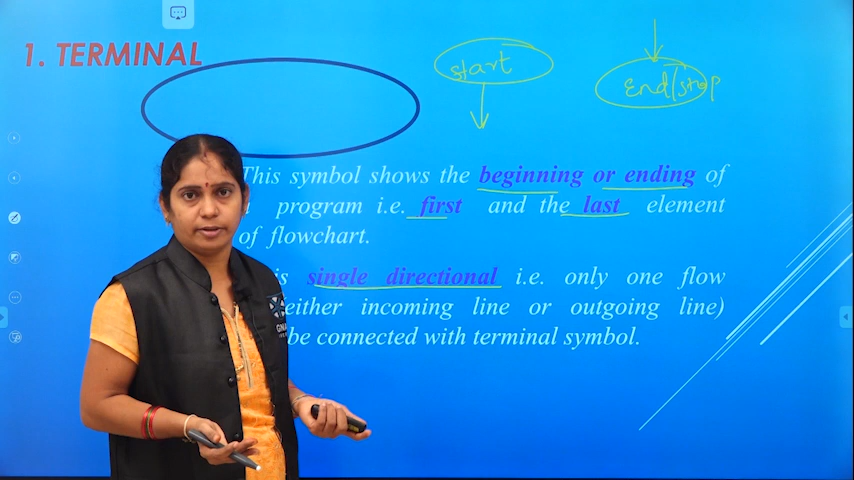 1. TERMINAL
start
End/stop
This symbol shows the beginning or ending of
program i.e. first and the last element
of flowchart.
is single directional i.e. only one flow
either incoming line or outgoing line)
be connected with terminal symbol.